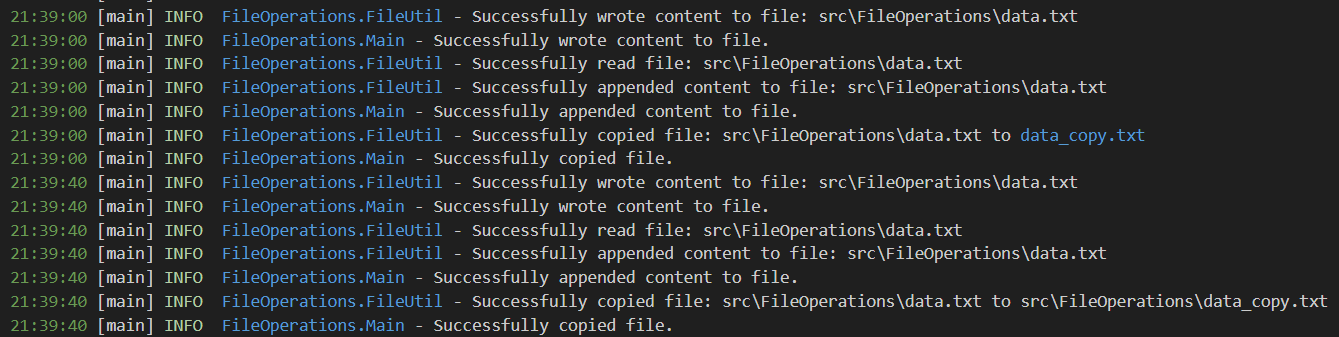 21:39:00 [main] INFO  FileOperations.FileUtil - Successfully wrote content to file: src\FileOperations\data.txt
21:39:00 [main] INFO  FileOperations.Main - Successfully wrote content to file.
21:39:00 [main] INFO  FileOperations.FileUtil - Successfully read file: src\FileOperations\data.txt
21:39:00 [main] INFO  FileOperations.FileUtil - Successfully appended content to file: src\FileOperations\data.txt
21:39:00 [main] INFO  FileOperations.Main - Successfully appended content to file.
21:39:00 [main] INFO  FileOperations.FileUtil - Successfully copied file: src\FileOperations\data.txt to data_copy.txt
21:39:00 [main] INFO  FileOperations.Main - Successfully copied file.
21:39:40 [main] INFO  FileOperations.FileUtil - Successfully wrote content to file: src\FileOperations\data.txt
21:39:40 [main] INFO  FileOperations.Main - Successfully wrote content to file.
21:39:40 [main] INFO  FileOperations.FileUtil - Successfully read file: src\FileOperations\data.txt
21:39:40 [main] INFO  FileOperations.FileUtil - Successfully appended content to file: src\FileOperations\data.txt
21:39:40 [main] INFO  FileOperations.Main - Successfully appended content to file.
21:39:40 [main] INFO  FileOperations.FileUtil - Successfully copied file: src\FileOperations\data.txt to src\FileOperations\data_copy.txt
21:39:40 [main] INFO  FileOperations.Main - Successfully copied file.